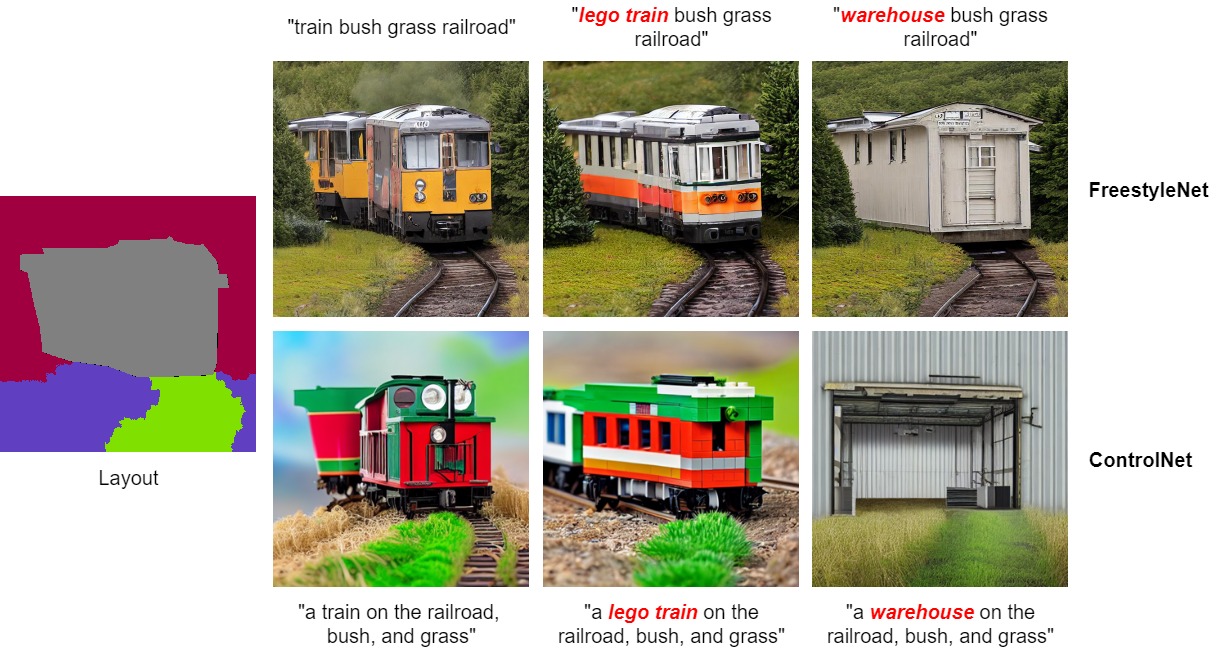 "train bush grass railroad"
"lego train bush grass
railroad"
"warehouse bush grass
railroad"
FreestyleNet
ControlNet
Layout
"a train on the railroad,
bush, and grass"
"a lego train on the
railroad, bush, and grass"
"a warehouse on the
railroad, bush, and grass"